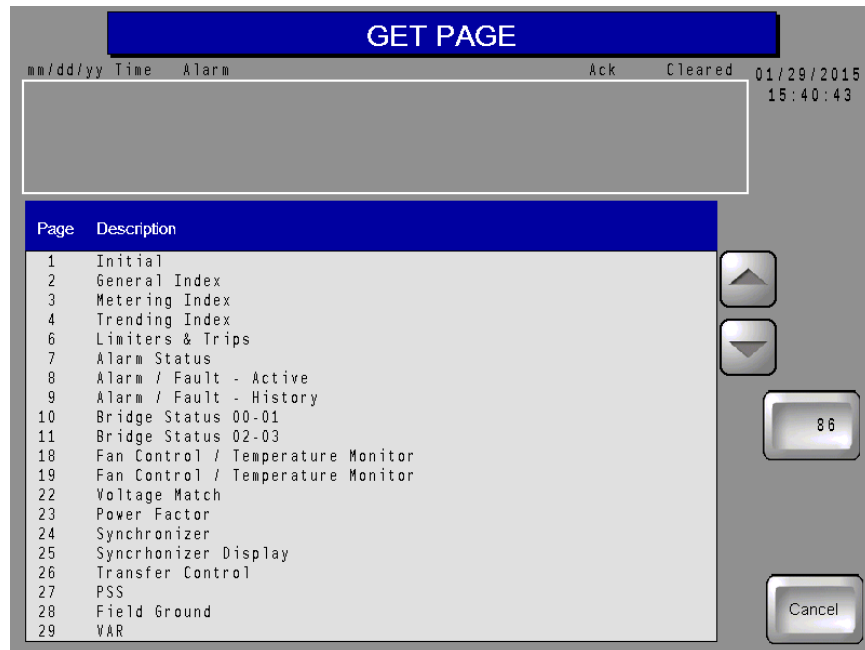 GET PAGE
mm/dd/yy Time Alarm Ack Cleared
01/29/2015
15:40:43
Page Description
1 Initial
2 General Index
3 Metering Index
4 Trending Index
6 Limiters & Trips
7 Alarm Status
8 Alarm / Fault - Active
9 Alarm / Fault - History
10 Bridge Status 00-01
11 Bridge Status 02-03
18 Fan Control / Temperature Monitor
19 Fan Control / Temperature Monitor
22 Voltage Match
23 Power Factor
24 Synchronizer
25 Syncrhonizer Display
26 Transfer Control
27 PSS
28 Field Ground
29 VAR
86
Cancel